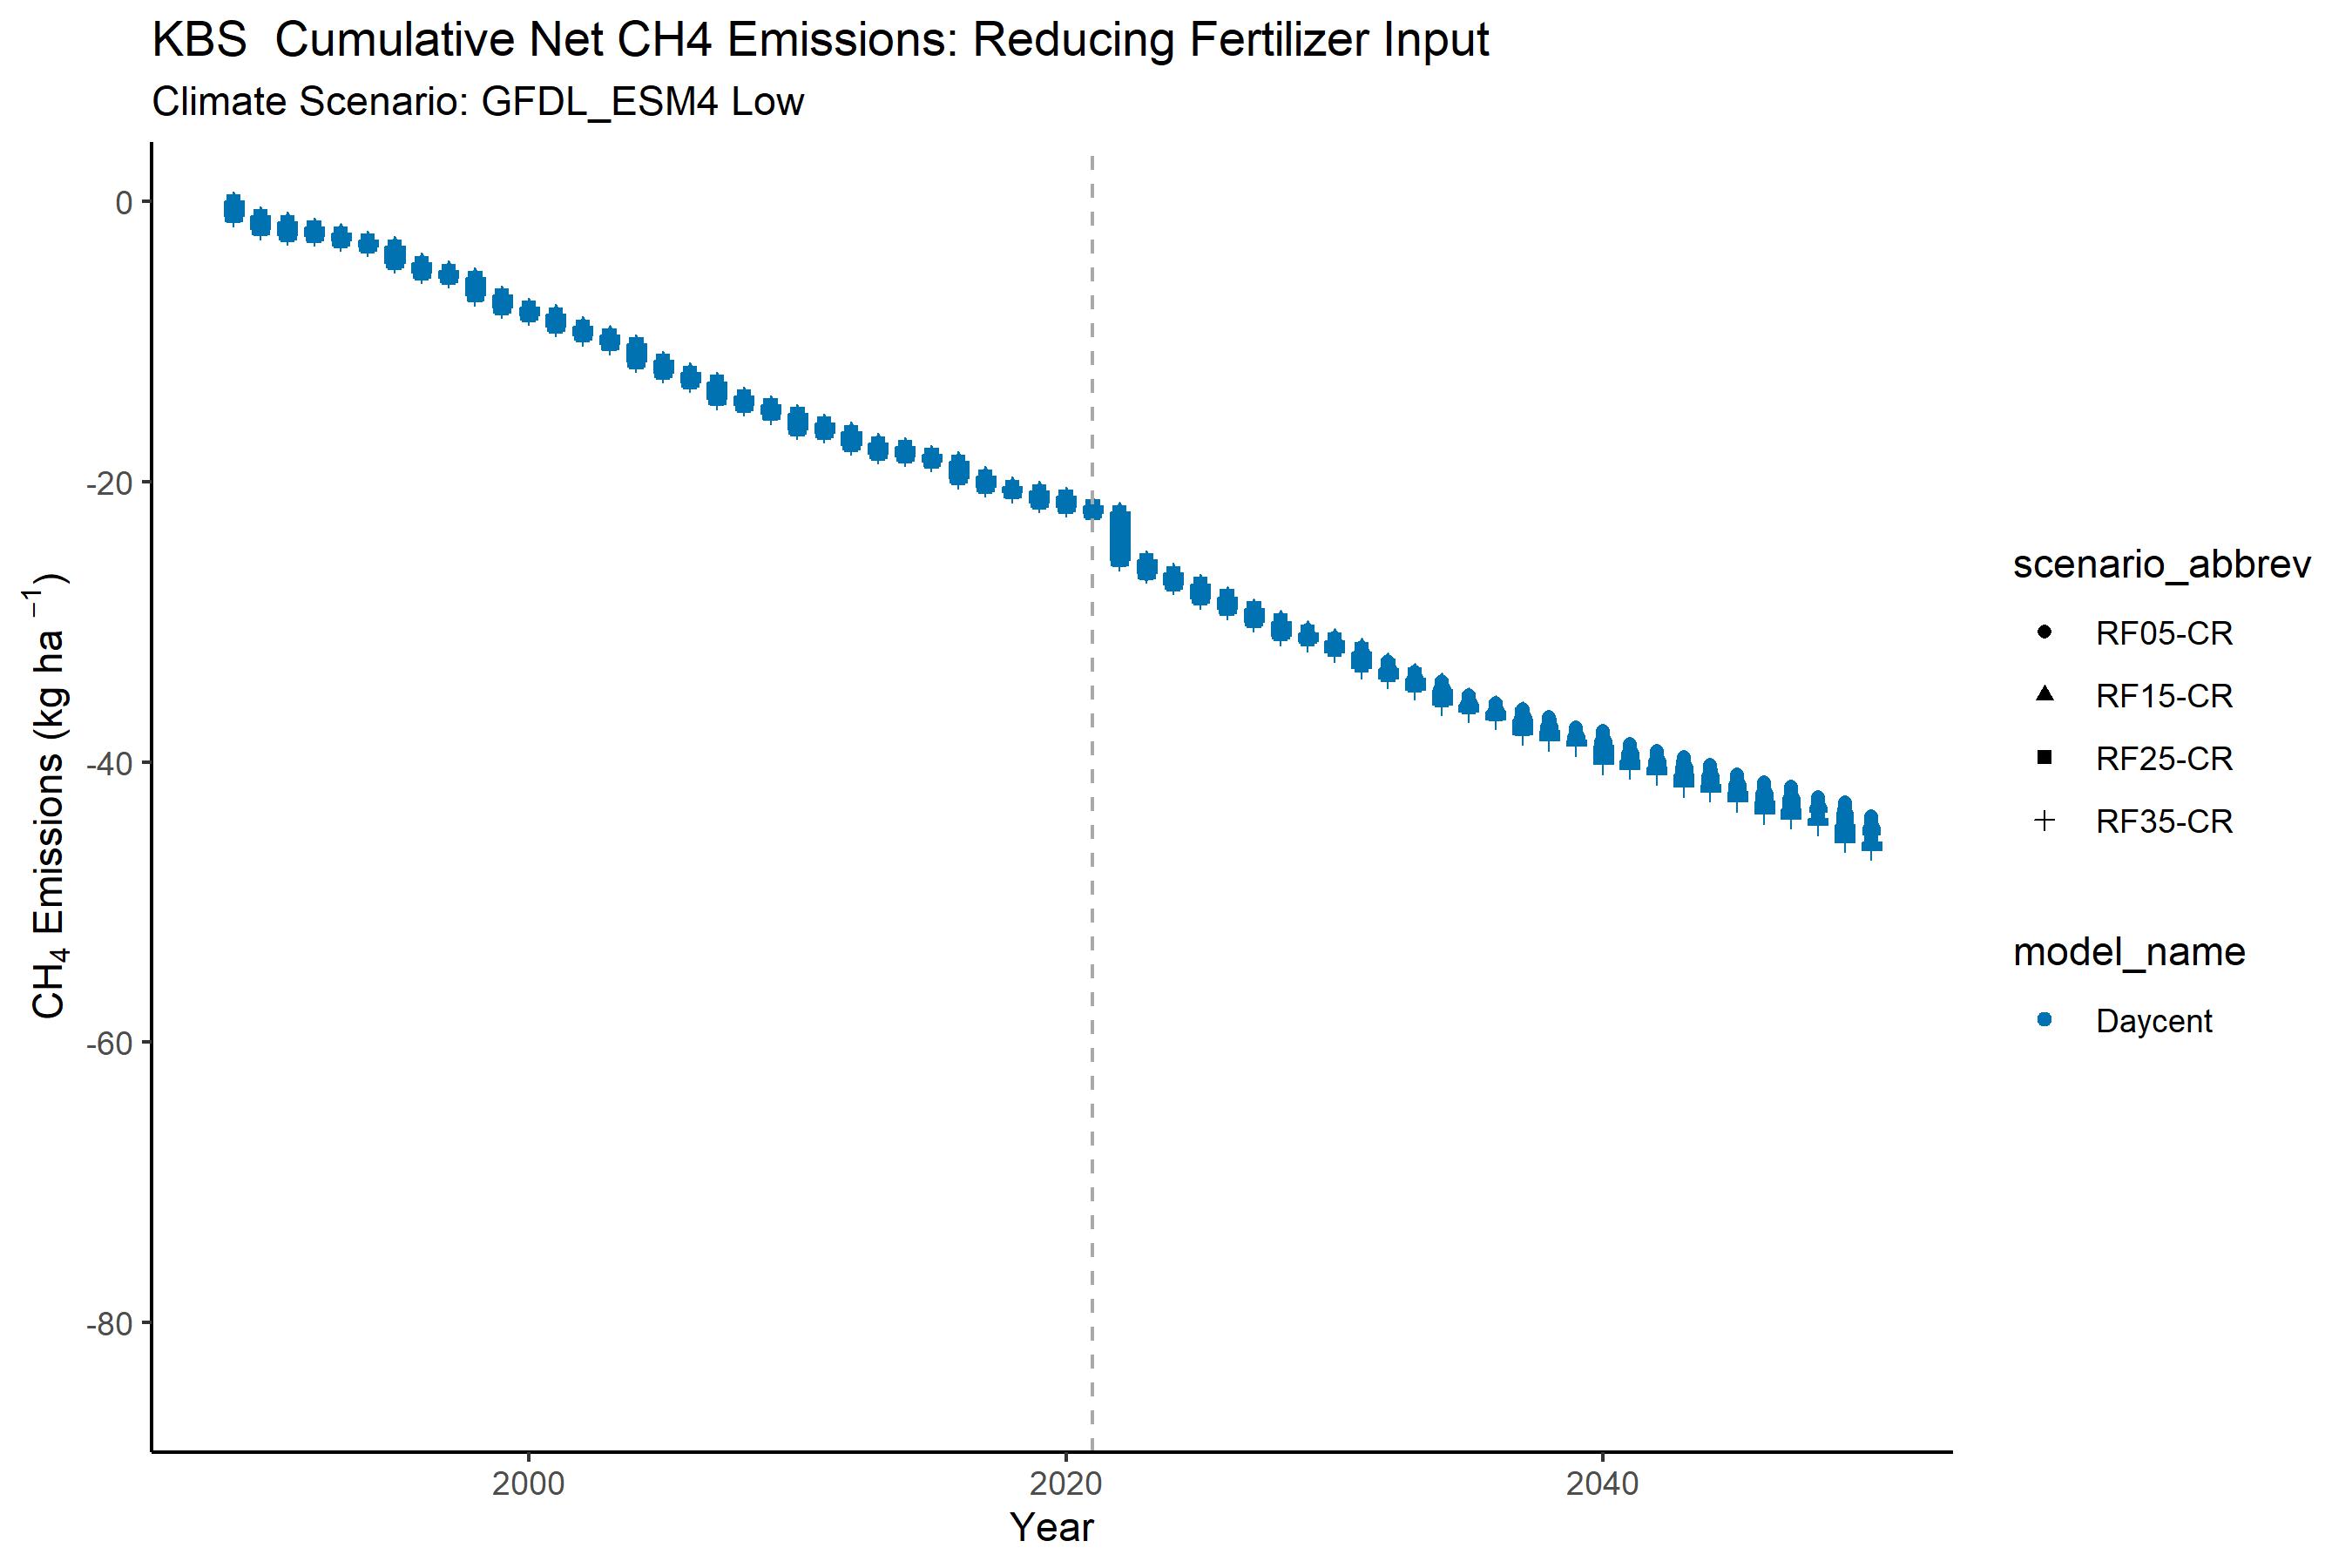 KBS  Cumulative Net CH4 Emissions: Reducing Fertilizer Input
Climate Scenario: GFDL_ESM4 Low
CH₄ Emissions (kg ha ⁻¹)
0
-20
-40
-60
-80
2000
2020
2040
Year
scenario_abbrev
RF05-CR
RF15-CR
RF25-CR
RF35-CR
model_name
Daycent